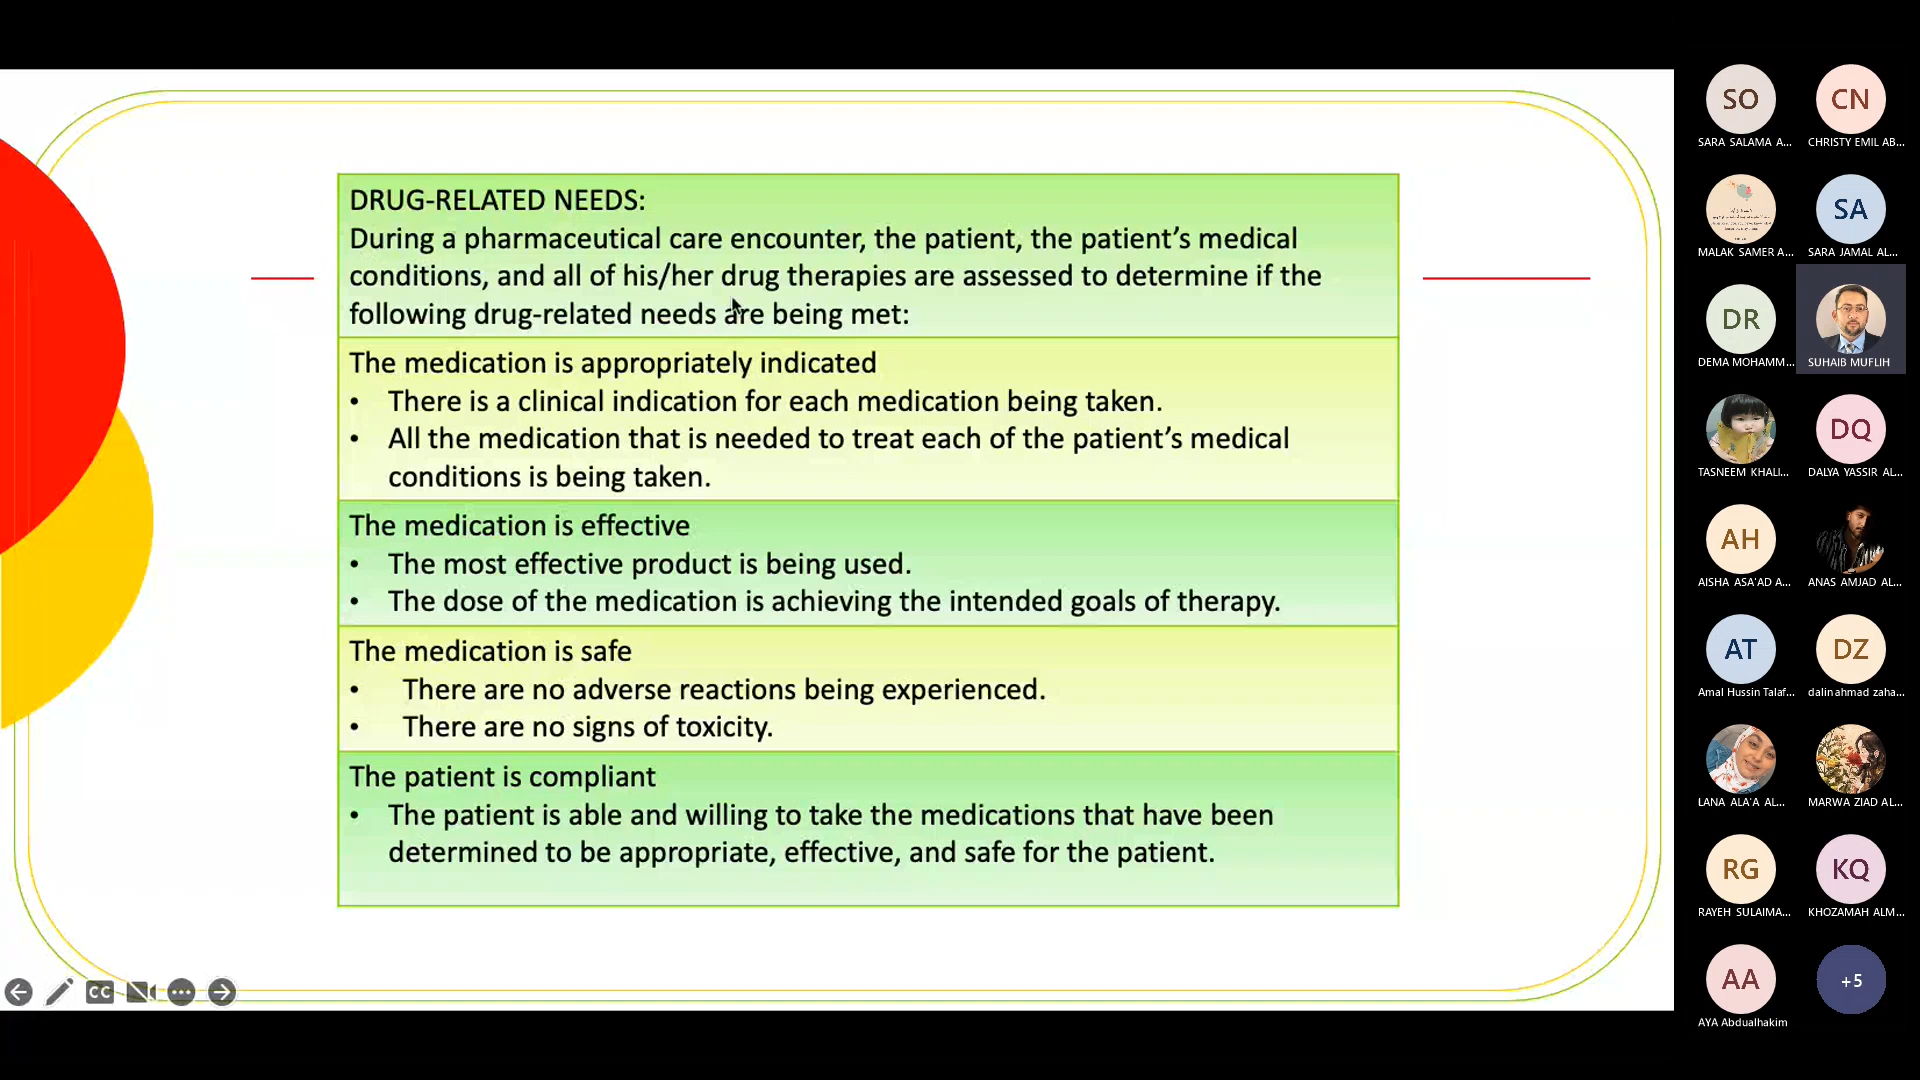 DRUG-RELATED NEEDS:
During a pharmaceutical care encounter, the patient, the patient’s medical
conditions, and all of his/her drug therapies are assessed to determine if the
following drug-related needs are being met:
The medication is appropriately indicated
• There is a clinical indication for each medication being taken.
• All the medication that is needed to treat each of the patient’s medical
conditions is being taken.
The medication is effective
• The most effective product is being used.
• The dose of the medication is achieving the intended goals of therapy.
The medication is safe
• There are no adverse reactions being experienced.
• There are no signs of toxicity.
The patient is compliant
• The patient is able and willing to take the medications that have been
determined to be appropriate, effective, and safe for the patient.
CC
SO
SARA SALAMA A...
CN
CHRISTY EMIL AB...
MALAK SAMER A...
SA
SARA JAMAL AL...
DR
DEMA MOHAMM...
SUHAIB MUFLIH
TASNEEM KHALI...
DQ
DALYA YASSIR AL...
AH
AISHA ASA'AD A...
ANAS AMJAD AL...
AT
Amal Hussin Talaf...
DZ
dalinahmad zaha...
LANA ALA'A AL...
MARWA ZIAD AL...
RG
RAYEH SULAIMA...
KQ
KHOZAMAH ALM...
AA
AYA Abdualhakim
+5